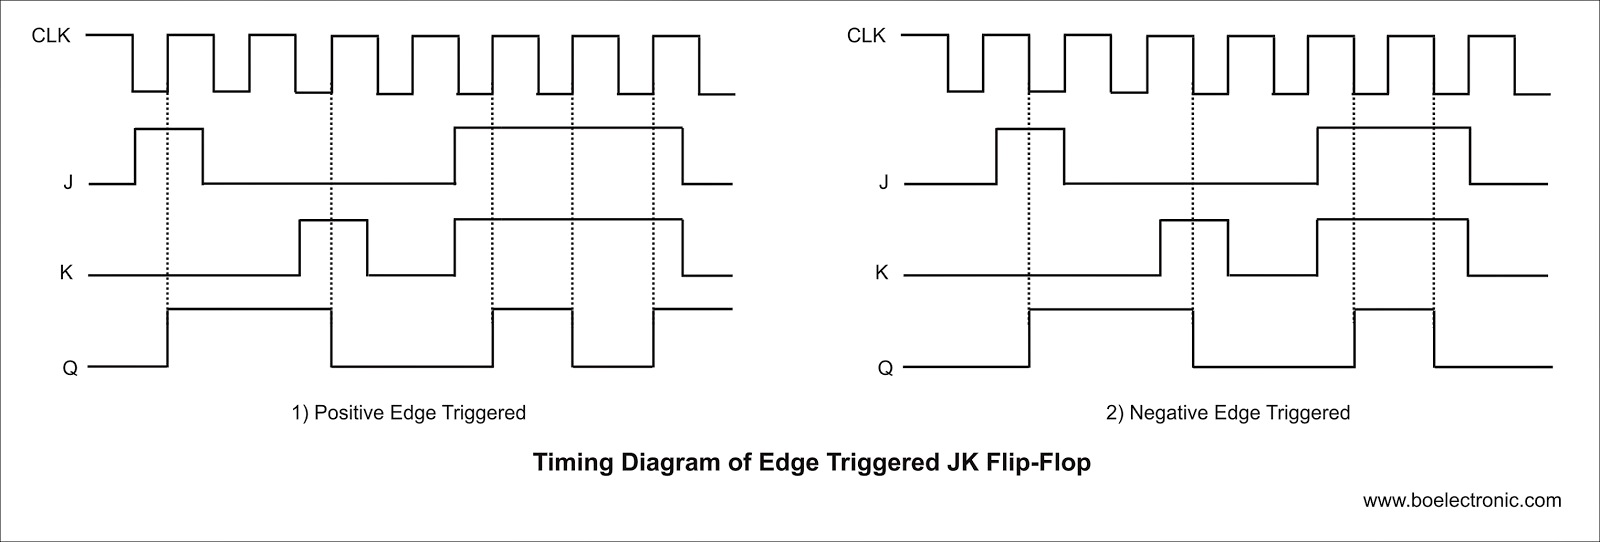 CLK
J
K
Q
1) Positive Edge Triggered
CLK
J
K
Q
2) Negative Edge Triggered
Timing Diagram of Edge Triggered JK Flip-Flop
www.boelectronic.com